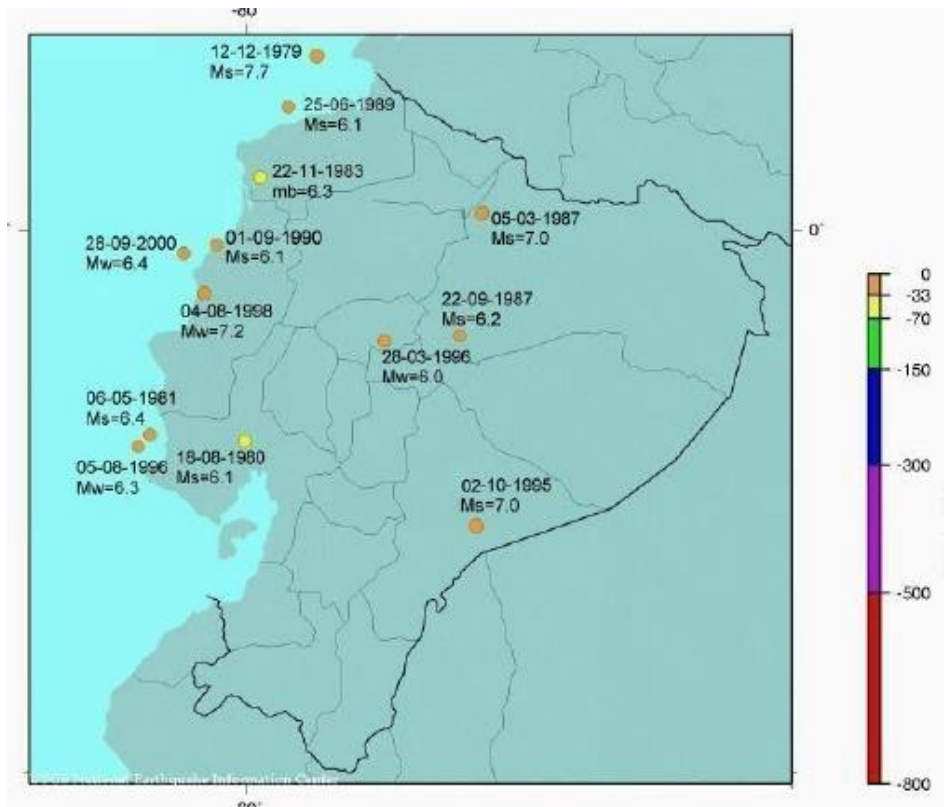 -80°
12-12-1979
Ms=7.7
25-06-1989
Ms=6.1
22-11-1983
mb=6.3
05-03-1987
Ms=7.0
0°
28-09-2000
Mw=6.4
01-09-1990
Ms=6.1
04-08-1998
Mw=7.2
22-09-1987
Ms=6.2
28-03-1996
Mw=6.0
06-05-1981
Ms=6.4
05-08-1996
Mw=6.3
18-08-1980
Ms=6.1
02-10-1995
Ms=7.0
0
-33
-70
-150
-300
-500
-800
National Earthquake Information Center